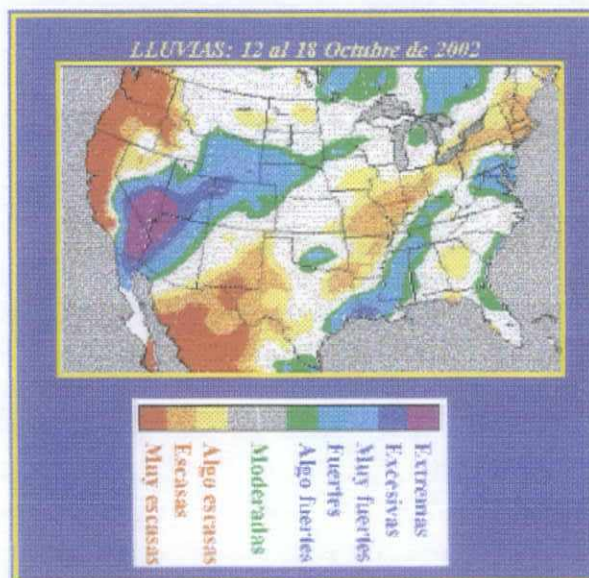 LLUVIAS: 12 al 18 Octubre de 2002
Extremas
Excesivas
Muy fuertes
Fuertes
Algo fuertes
Moderadas
Algo escasas
Escasas
Muy escasas